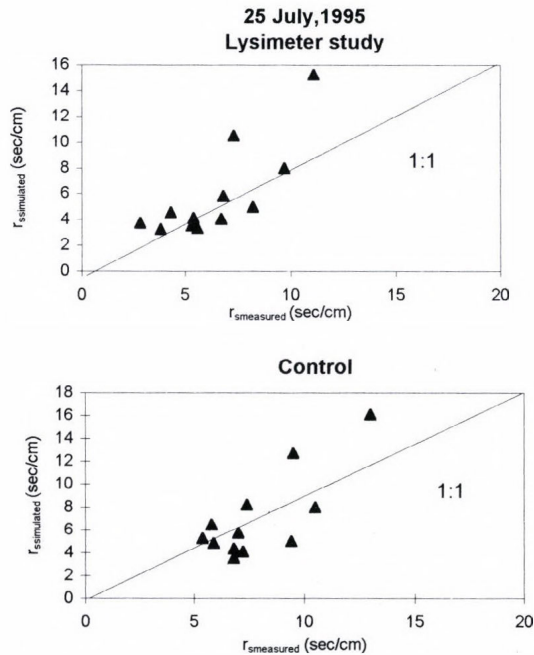 25 July,1995
Lysimeter study
16
14
12
10
8
6
4
2
0
r_ssimulated (sec/cm)
1:1
0 5 10 15 20
r_smeasured (sec/cm)
Control
18
16
14
12
10
8
6
4
2
0
r_ssimulated (sec/cm)
1:1
0 5 10 15 20
r_smeasured (sec/cm)